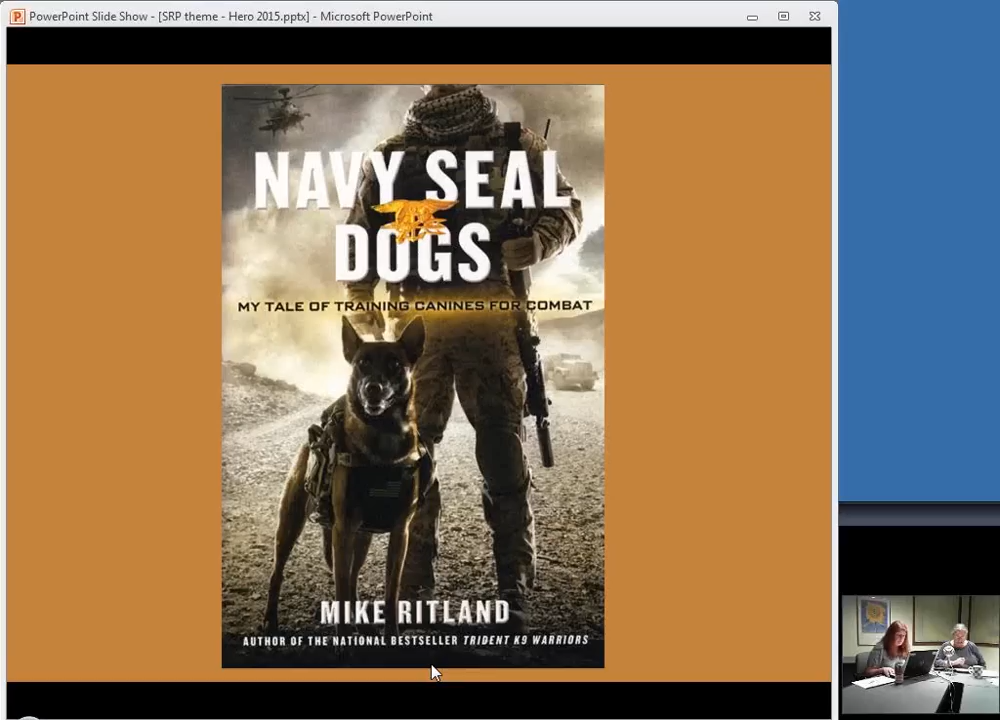 PowerPoint Slide Show - [SRP theme - Hero 2015.pptx] - Microsoft PowerPoint
NAVY SEAL
DOGS
MY TALE OF TRAINING CANINES FOR COMBAT
MIKE RITLAND
AUTHOR OF THE NATIONAL BESTSELLER TRIDENT K9 WARRIORS